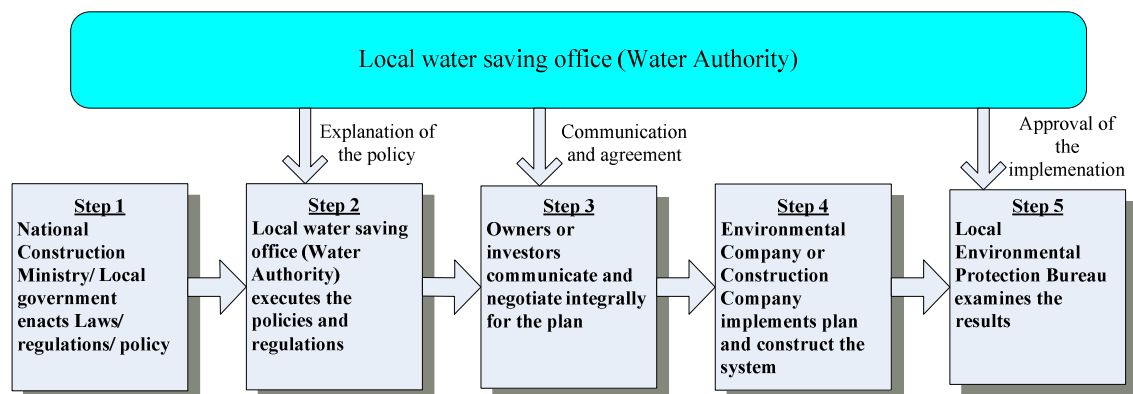 Local water saving office (Water Authority)
Explanation of
the policy
Communication
and agreement
Approval of
the
implemenation
Step 1
National
Construction
Ministry/ Local
government
enacts Laws/
regulations/ policy
Step 2
Local water saving
office (Water
Authority)
executes the
policies and
regulations
Step 3
Owners or
investors
communicate and
negotiate integrally
for the plan
Step 4
Environmental
Company or
Construction
Company
implements plan
and construct the
system
Step 5
Local
Environmental
Protection Bureau
examines the
results